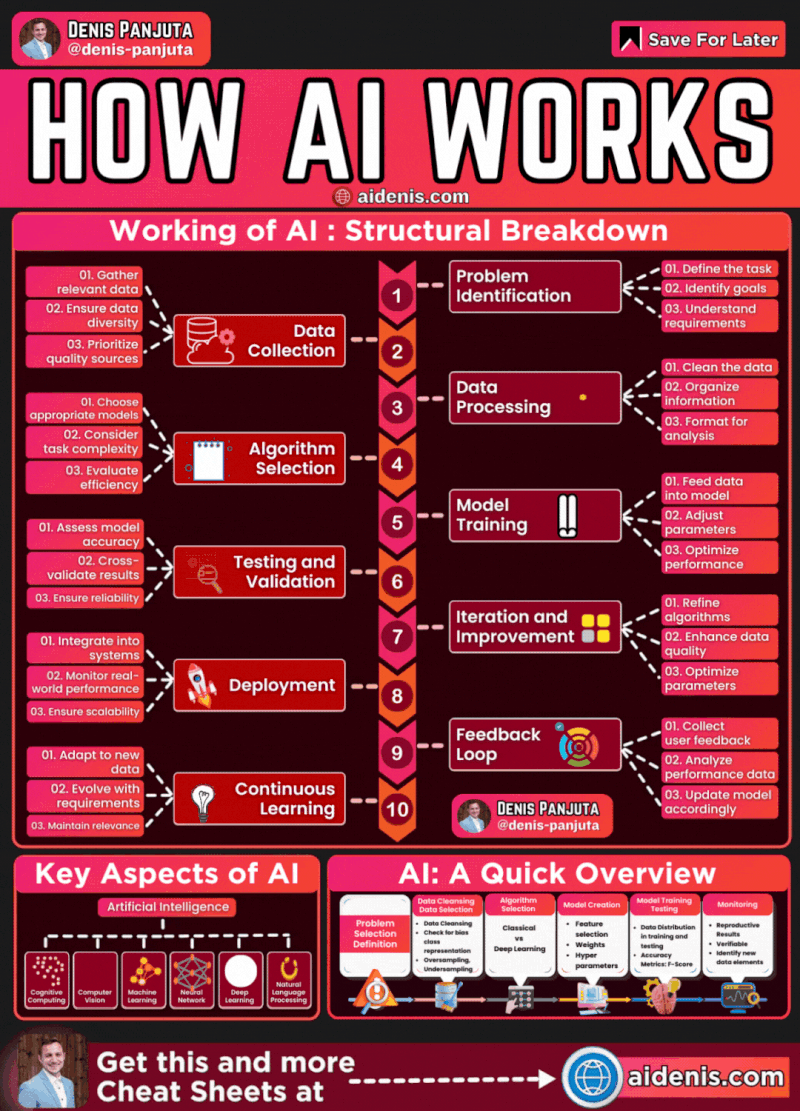 DENIS PANJUTA
@denis-panjuta
Save For Later
HOW AI WORKS
aidenis.com
Working of AI : Structural Breakdown
1
Problem
Identification
01. Define the task
02. Identify goals
03. Understand
requirements
01. Gather
relevant data
02. Ensure data
diversity
03. Prioritize
quality sources
Data
Collection
2
3
Data
Processing
01. Clean the data
02. Organize
information
03. Format for
analysis
01. Choose
appropriate models
02. Consider
task complexity
03. Evaluate
efficiency
Algorithm
Selection
4
5
Model
Training
01. Feed data
into model
02. Adjust
parameters
03. Optimize
performance
01. Assess model
accuracy
02. Cross-
validate results
03. Ensure reliability
Testing and
Validation
6
7
Iteration and
Improvement
01. Refine
algorithms
02. Enhance data
quality
03. Optimize
parameters
01. Integrate into
systems
02. Monitor real-
world performance
03. Ensure scalability
Deployment
8
9
Feedback
Loop
01. Collect
user feedback
02. Analyze
performance data
03. Update model
accordingly
01. Adapt to new
data
02. Evolve with
requirements
03. Maintain relevance
Continuous
Learning
10
DENIS PANJUTA
@denis-panjuta
Key Aspects of AI
Artificial Intelligence
Cognitive
Computing
Computer
Vision
Machine
Learning
Neural
Network
Deep
Learning
Natural
Language
Processing
AI: A Quick Overview
Problem
Selection
Definition
Data Cleansing
Data Selection
• Data Cleansing
• Check for bias
class
representation
• Oversampling,
Undersampling
Algorithm
Selection
Classical
vs
Deep Learning
Model Creation
• Feature
selection
• Weights
• Hyper
parameters
Model Training
Testing
• Data Distribution
in training and
testing
• Accuracy
Metrics: F-Score
Monitoring
• Reproductive
Results
• Verifiable
• Identify new
data elements
Get this and more
Cheat Sheets at
aidenis.com